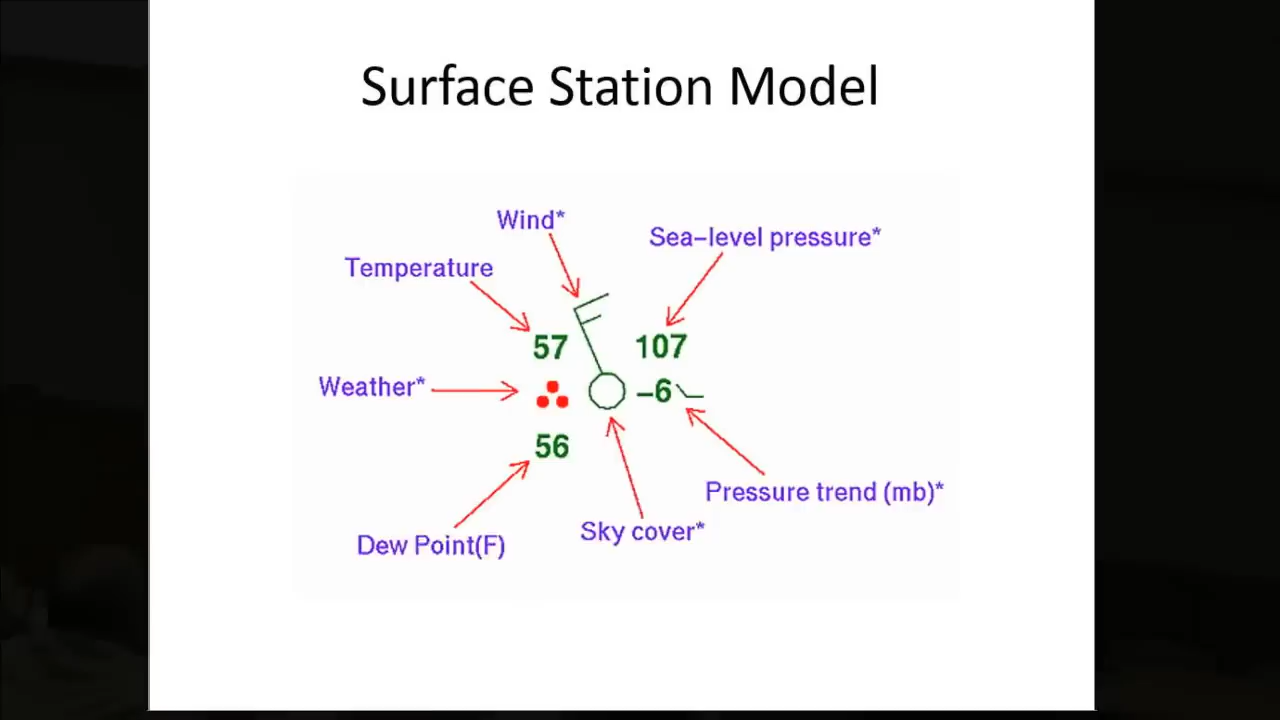 Surface Station Model
Wind*
Sea-level pressure*
Temperature
57
107
Weather*
-6
56
Pressure trend (mb)*
Sky cover*
Dew Point(F)